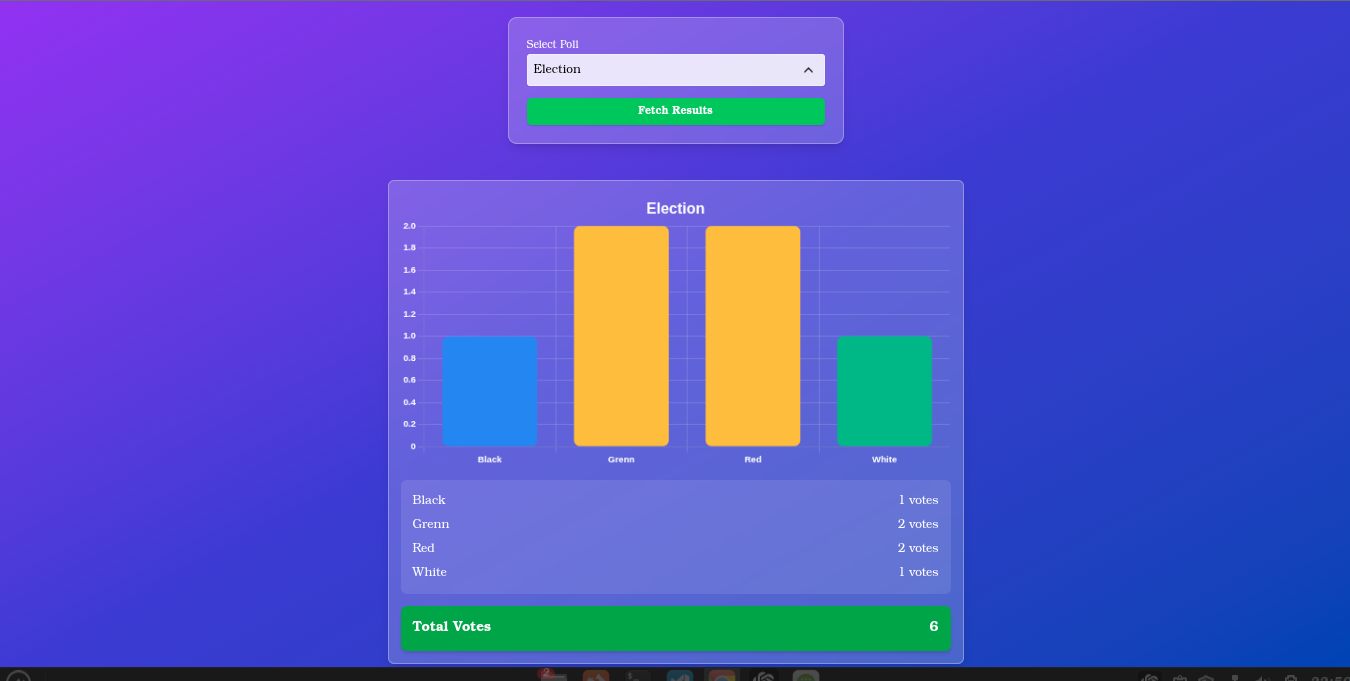 Select Poll
Election
Fetch Results
Election
2.0
1.8
1.6
1.4
1.2
1.0
0.8
0.6
0.4
0.2
0
Black Grenn Red White
Black 1 votes
Grenn 2 votes
Red 2 votes
White 1 votes
Total Votes 6
2